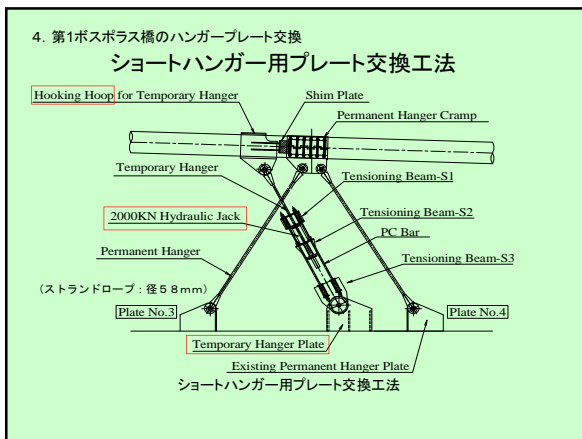 4．第1ボスポラス橋のハンガープレート交換
ショートハンガー用プレート交換工法
Hooking Hoop for Temporary Hanger
Shim Plate
Permanent Hanger Cramp
Temporary Hanger
Tensioning Beam-S1
2000KN Hydraulic Jack
Tensioning Beam-S2
PC Bar
Permanent Hanger
Tensioning Beam-S3
（ストランドロープ：径５８ｍｍ）
Plate No.3
Plate No.4
Temporary Hanger Plate
Existing Permanent Hanger Plate
ショートハンガー用プレート交換工法